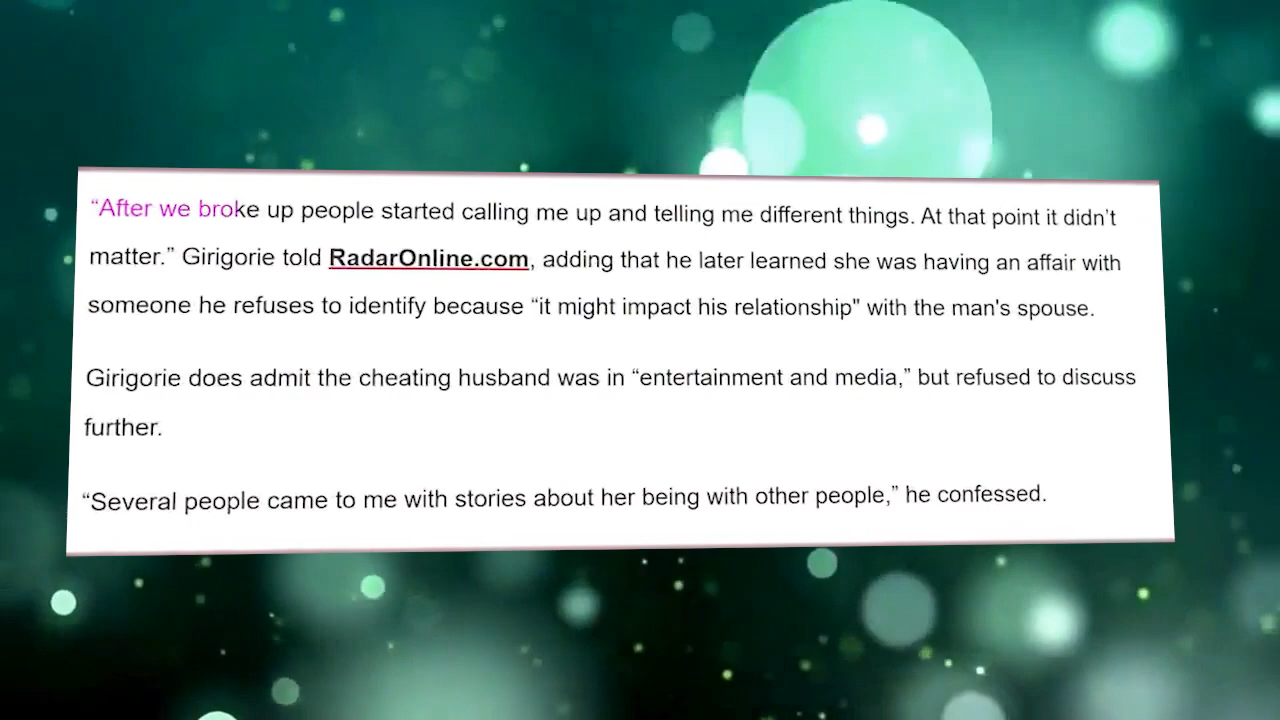 “After we broke up people started calling me up and telling me different things. At that point it didn’t
matter.” Girigorie told RadarOnline.com, adding that he later learned she was having an affair with
someone he refuses to identify because “it might impact his relationship" with the man's spouse.
Girigorie does admit the cheating husband was in “entertainment and media,” but refused to discuss
further.
“Several people came to me with stories about her being with other people,” he confessed.